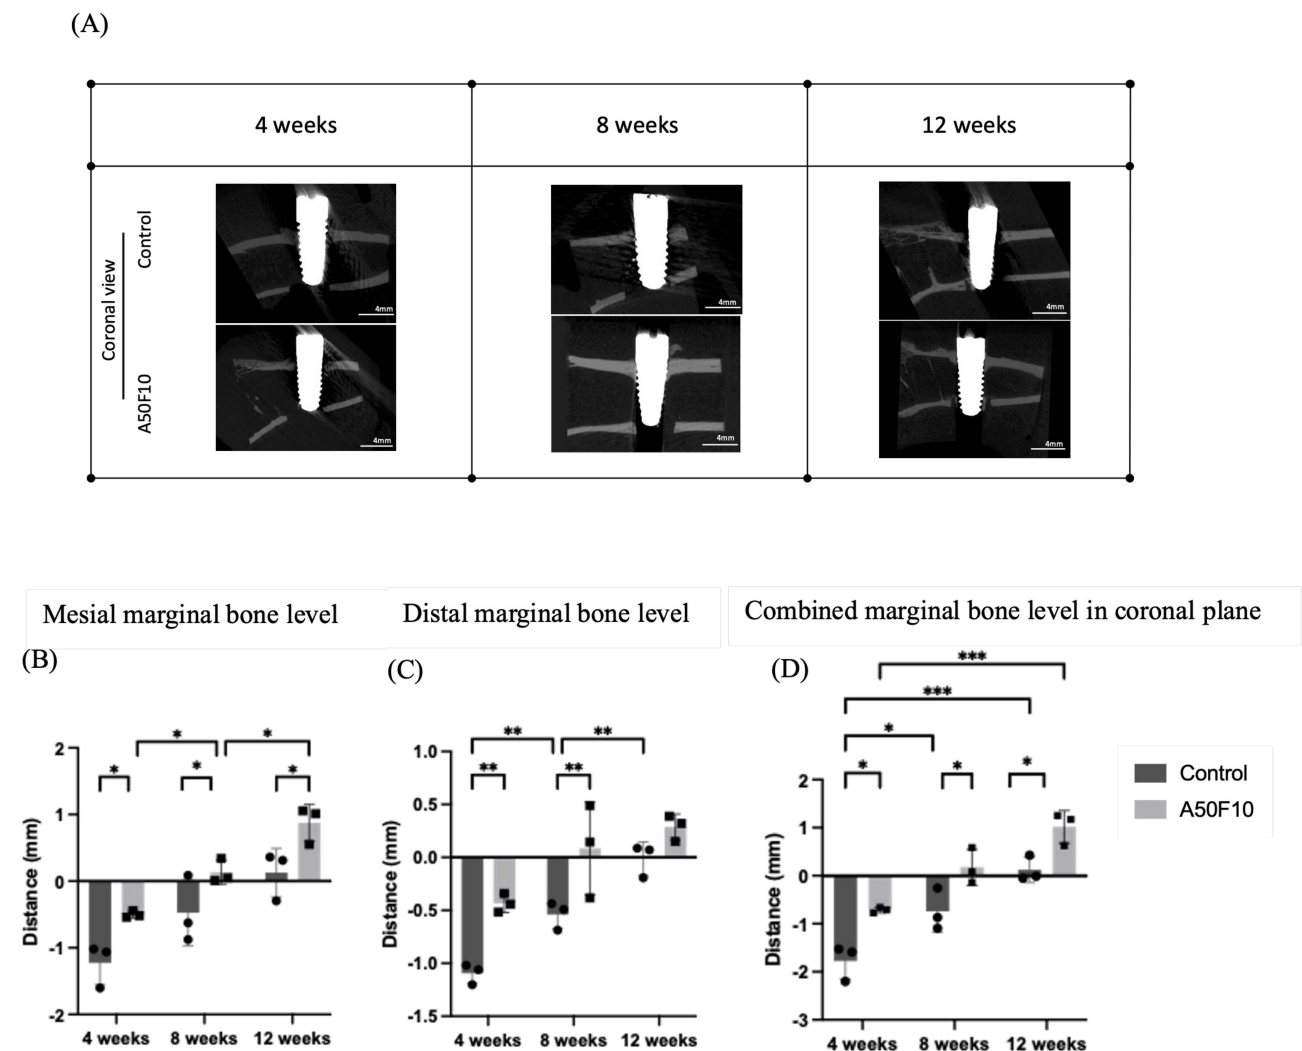 (A)
4 weeks
8 weeks
12 weeks
Coronal view
Control
A50F10
4mm
4mm
4mm
4mm
4mm
4mm
Mesial marginal bone level
Distal marginal bone level
Combined marginal bone level in coronal plane
(B)
Distance (mm)
2
1
0
-1
-2
*
*
*
*
*
4 weeks
8 weeks
12 weeks
(C)
Distance (mm)
1.0
0.5
0.0
-0.5
-1.0
-1.5
**
**
**
**
4 weeks
8 weeks
12 weeks
(D)
Distance (mm)
2
1
0
-1
-2
-3
***
***
*
*
*
*
4 weeks
8 weeks
12 weeks
Control
A50F10